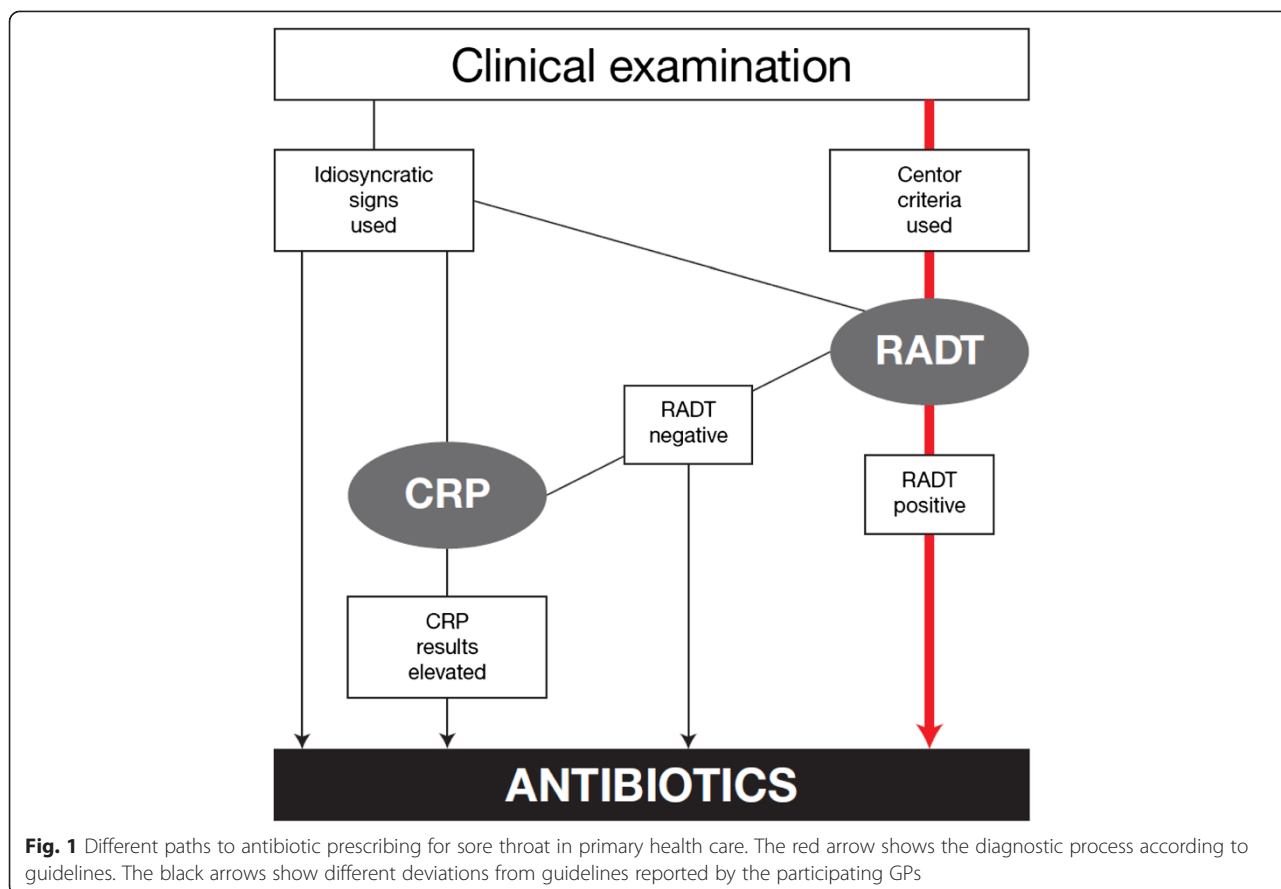 Clinical examination
Idiosyncratic
signs
used
Centor
criteria
used
RADT
RADT
negative
RADT
positive
CRP
CRP
results
elevated
ANTIBIOTICS
Fig. 1 Different paths to antibiotic prescribing for sore throat in primary health care. The red arrow shows the diagnostic process according to
guidelines. The black arrows show different deviations from guidelines reported by the participating GPs